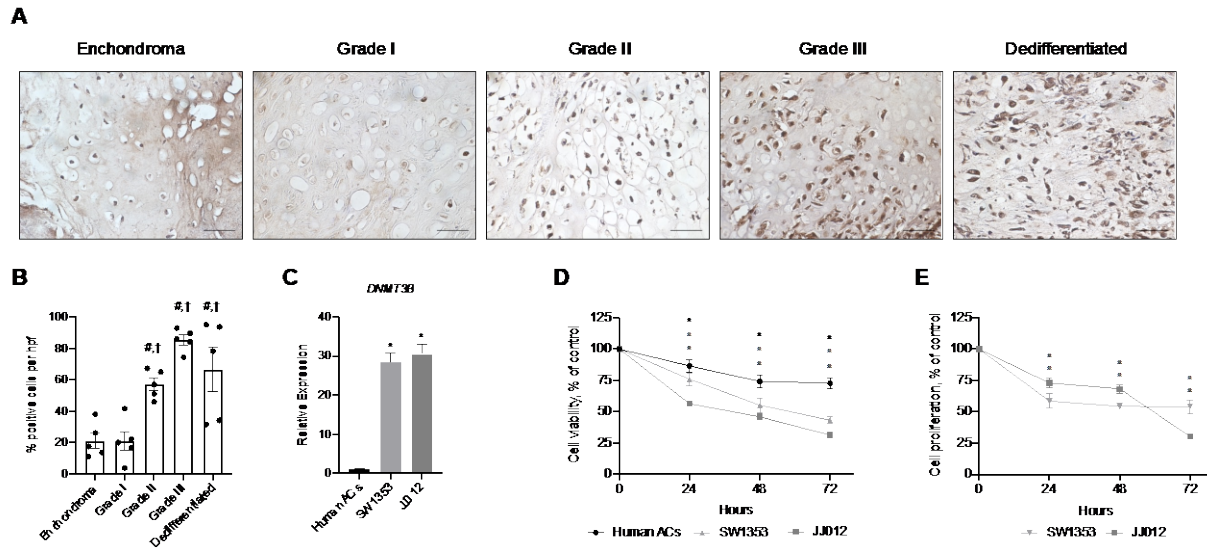 A
Enchondroma
Grade I
Grade II
Grade III
Dedifferentiated
B
% positive cells per hpf
100
80
60
40
20
0
#,†
#,†
#,†
Enchondroma
Grade I
Grade II
Grade III
Dedifferentiated
C
DNMT3B
Relative Expression
40
30
20
10
0
*
*
Human ACs
SW1353
JJ012
D
Cell viability, % of control
125
100
75
50
25
0
*
*
*
*
*
*
*
*
*
0
24
48
72
Hours
Human ACs
SW1353
JJ012
E
Cell proliferation, % of control
125
100
75
50
25
0
*
*
*
*
*
*
0
24
48
72
Hours
SW1353
JJ012